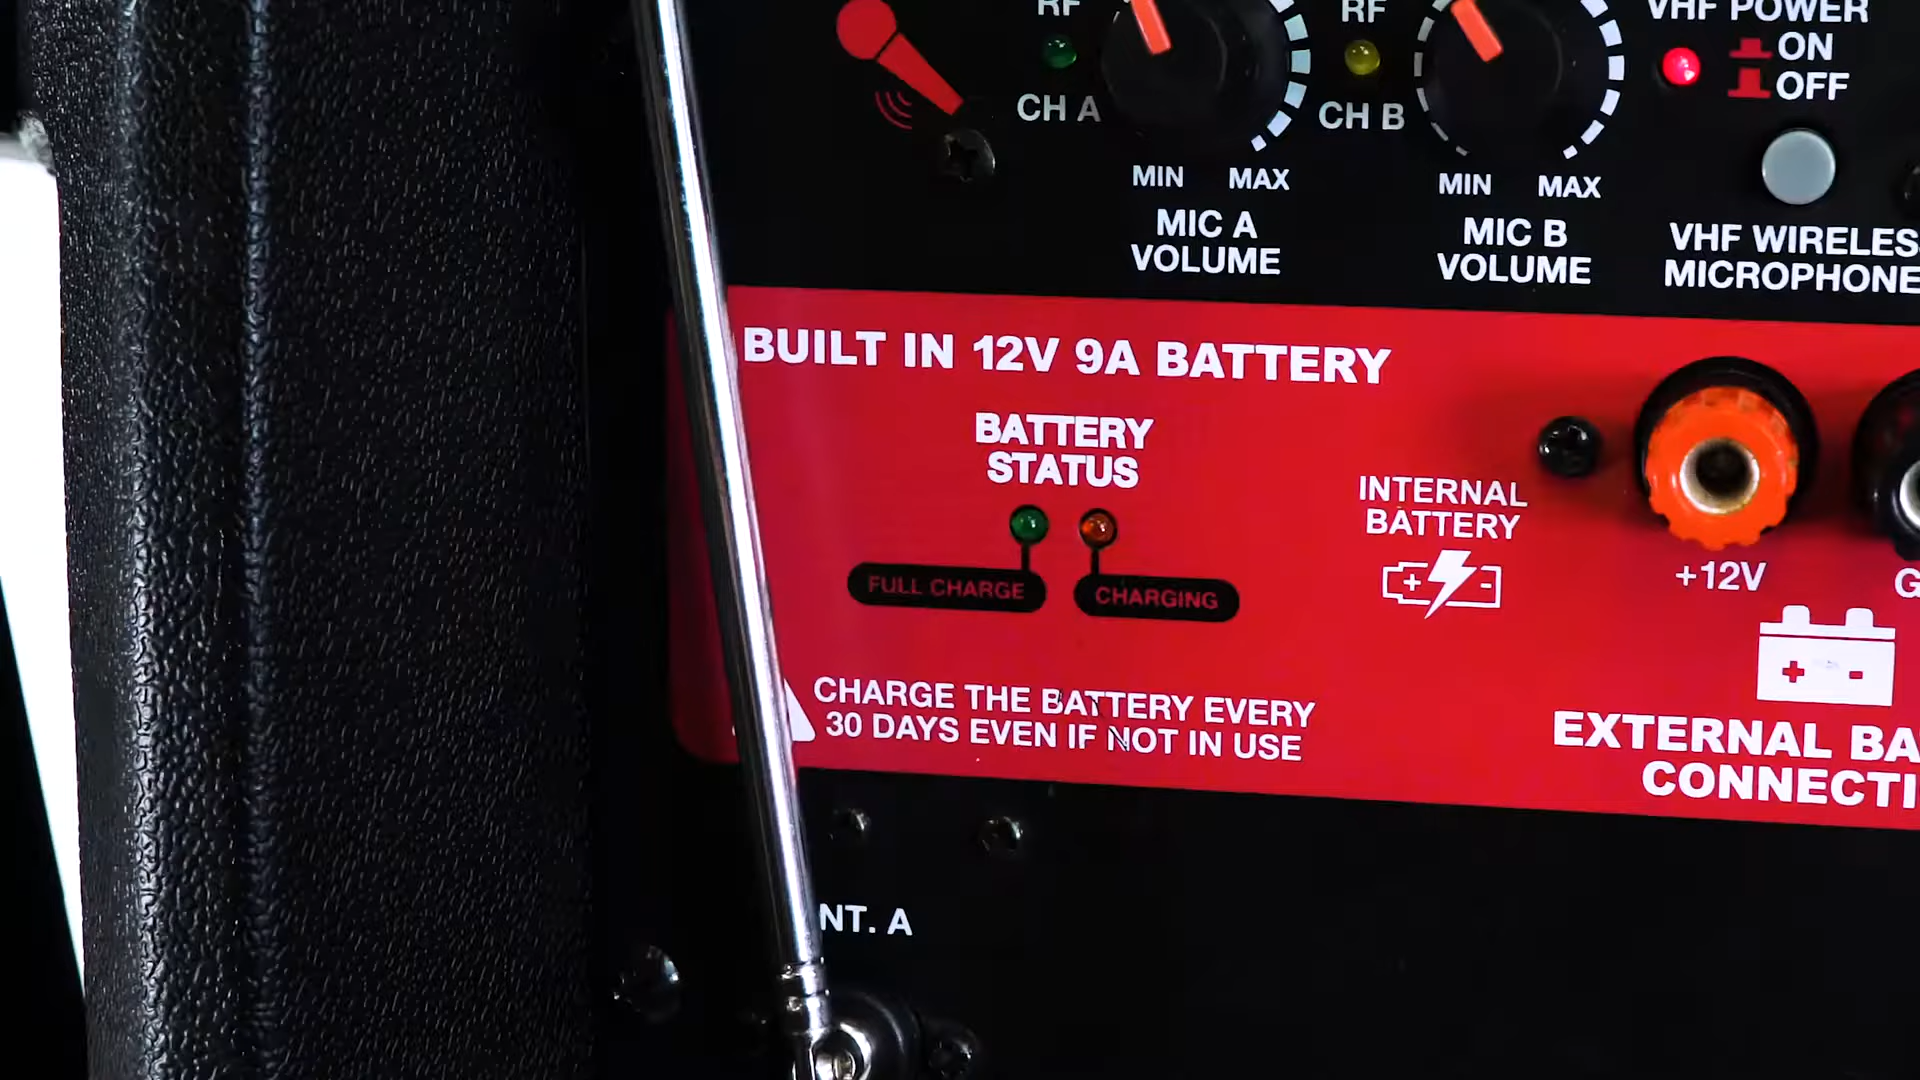 RF
RF
VHF POWER
ON
OFF
CH A
CH B
MIN MAX
MIN MAX
MIC A
VOLUME
MIC B
VOLUME
VHF WIRELES
MICROPHONE
BUILT IN 12V 9A BATTERY
BATTERY
STATUS
FULL CHARGE
CHARGING
INTERNAL
BATTERY
+ -
+12V
G
+ -
CHARGE THE BATTERY EVERY
30 DAYS EVEN IF NOT IN USE
EXTERNAL BA
CONNECTI
NT. A